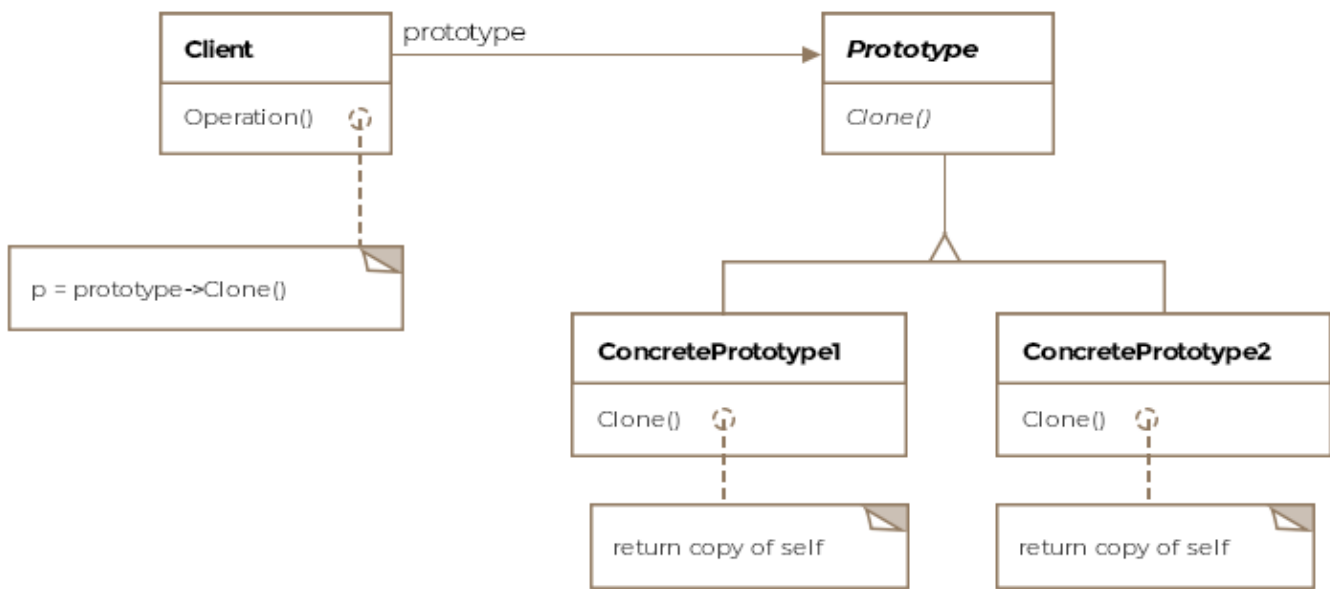 Client
prototype
Prototype
Operation()
Clone()
p = prototype->Clone()
ConcretePrototype1
ConcretePrototype2
Clone()
Clone()
return copy of self
return copy of self